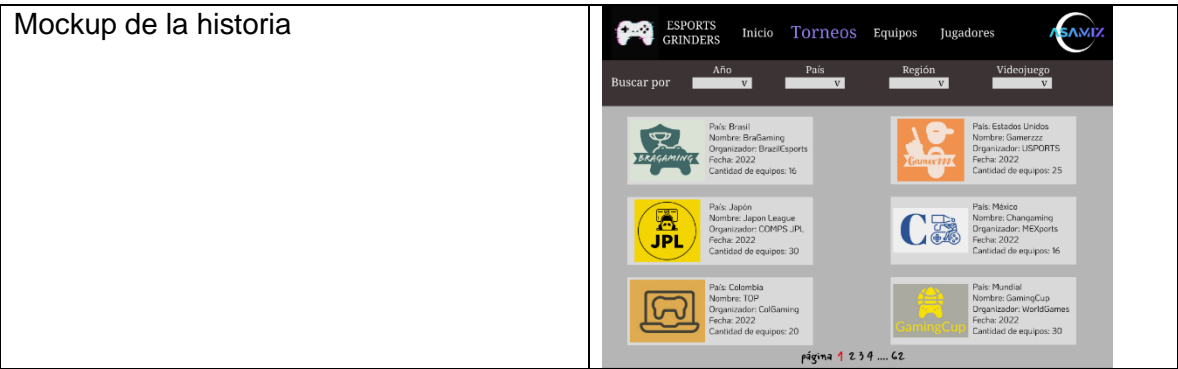 Mockup de la historia
ESPORTS
GRINDERS
Inicio Torneos Equipos Jugadores
ASAMIX
Buscar por
Año País Región Videojuego
V V V V
BRAGAMING
País: Brasil
Nombre: BraGaming
Organizador: BrazilEsports
Fecha: 2022
Cantidad de equipos: 16
Gamerzzz
País: Estados Unidos
Nombre: Gamerzzz
Organizador: USPORTS
Fecha: 2022
Cantidad de equipos: 25
JPL
País: Japón
Nombre: Japon League
Organizador: COMPS JPL
Fecha: 2022
Cantidad de equipos: 30
C
País: México
Nombre: Changaming
Organizador: MEXports
Fecha: 2022
Cantidad de equipos: 16
País: Colombia
Nombre: TOP
Organizador: ColGaming
Fecha: 2022
Cantidad de equipos: 20
GamingCup
País: Mundial
Nombre: GamingCup
Organizador: WorldGames
Fecha: 2022
Cantidad de equipos: 30
página 1 2 3 4 .... 62